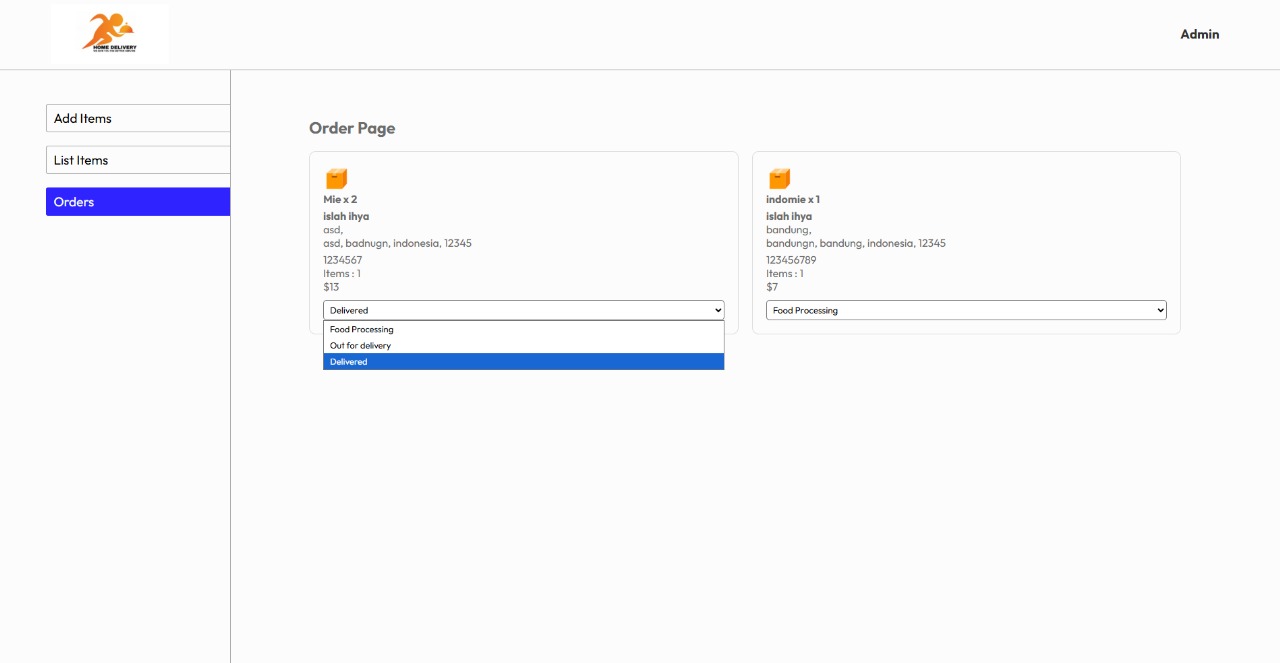 HOME DELIVERY
Admin
Add Items
List Items
Orders
Order Page
Mie x 2
islah ihya
asd,
asd, badnugn, indonesia, 12345
1234567
Items : 1
$13
Delivered
Food Processing
Out for delivery
Delivered
indomie x 1
islah ihya
bandung,
bandungn, bandung, indonesia, 12345
123456789
Items : 1
$7
Food Processing